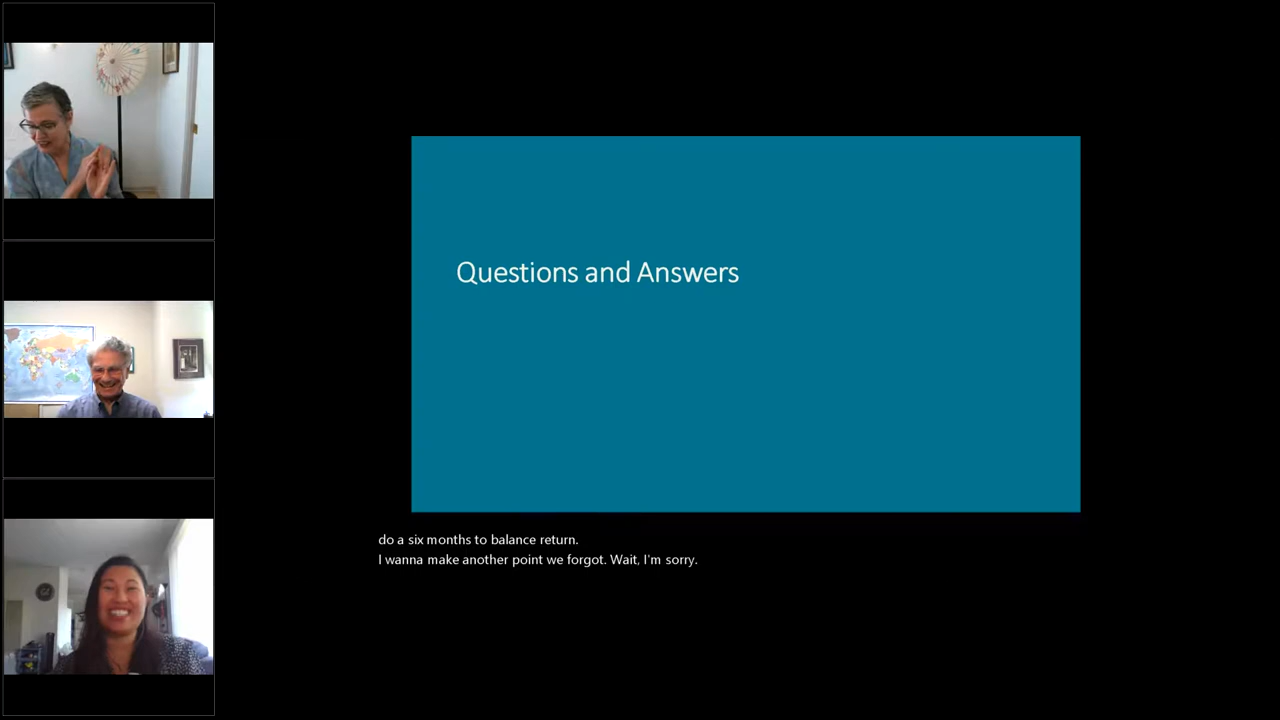 Questions and Answers
do a six months to balance return.
I wanna make another point we forgot. Wait, I'm sorry.